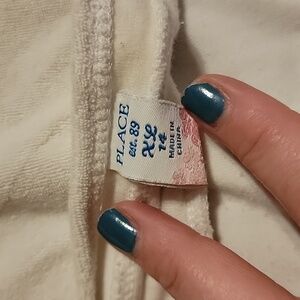 PLACE
est. 89
XL
14
MADE IN
CHINA